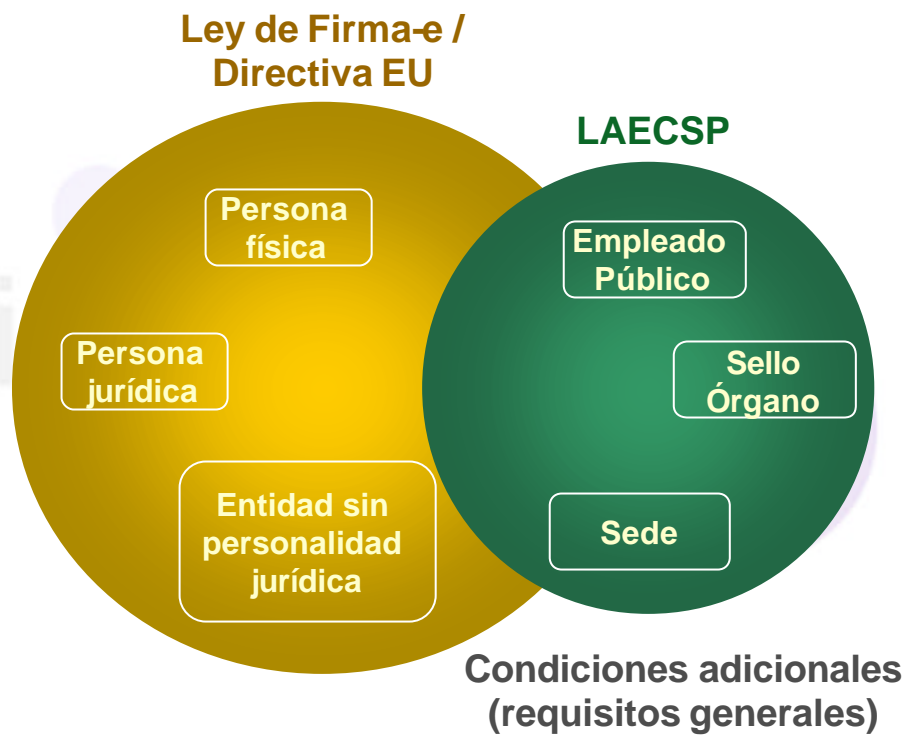 Ley de Firma-e /
Directiva EU
LAECSP
Persona
física
Empleado
Público
Persona
jurídica
Sello
Órgano
Entidad sin
personalidad
jurídica
Sede
Condiciones adicionales
(requisitos generales)